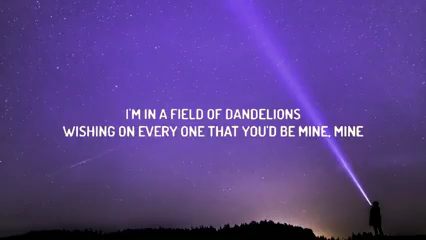 I'M IN A FIELD OF DANDELIONS
WISHING ON EVERY ONE THAT YOU'D BE MINE, MINE